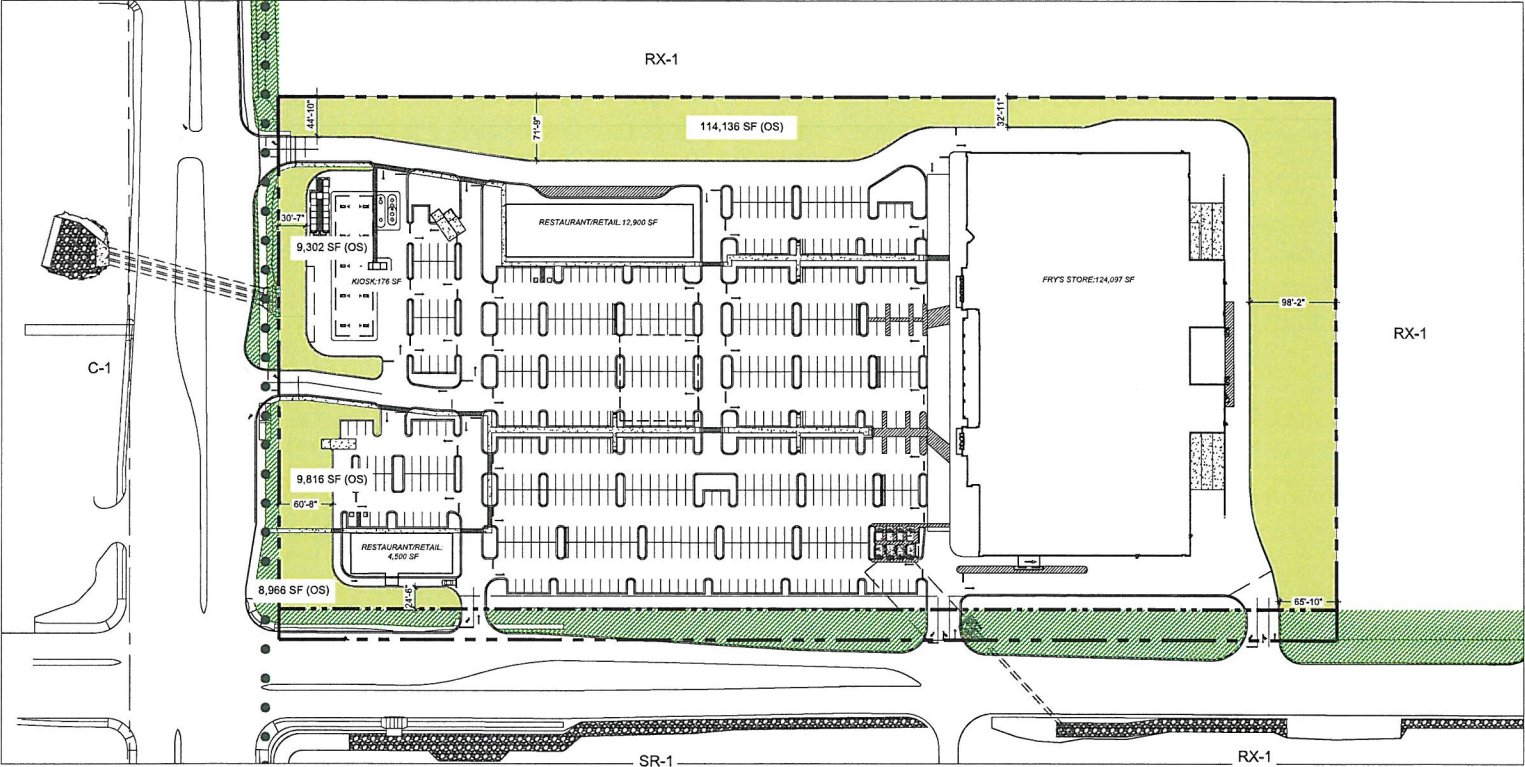 RX-1
44'-10"
71'-9"
114,136 SF (OS)
32'-11"
30'-7"
9,302 SF (OS)
KIOSK:176 SF
RESTAURANT/RETAIL:12,900 SF
FRY'S STORE:124,097 SF
98'-2"
RX-1
C-1
9,816 SF (OS)
60'-8"
RESTAURANT/RETAIL:
4,500 SF
8,966 SF (OS)
24'-6"
65'-10"
SR-1
RX-1